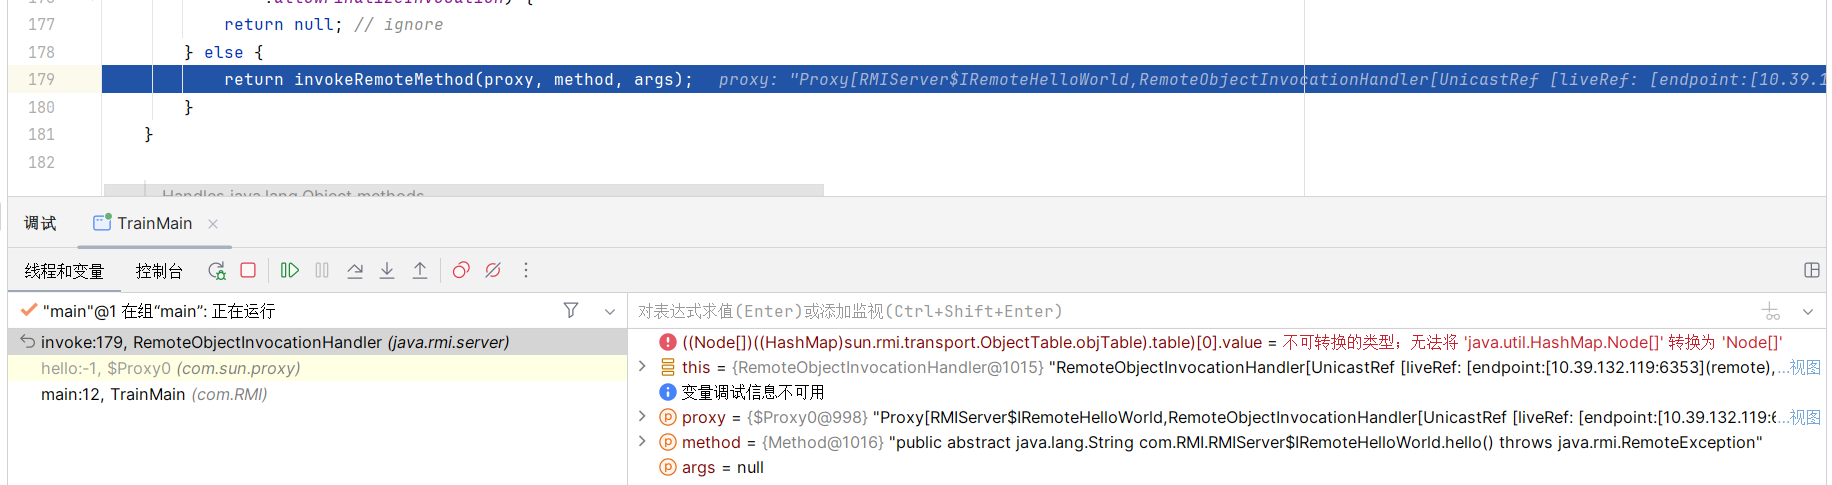 177 return null; // ignore
178 } else {
179 return invokeRemoteMethod(proxy, method, args); proxy: "Proxy[RMIServer$IRemoteHelloWorld,RemoteObjectInvocationHandler[UnicastRef [liveRef: [endpoint:[10.39.1
180 }
181 }
182
Handles java.lang.Object methods
调试 TrainMain
线程和变量 控制台
"main"@1 在组“main”: 正在运行
对表达式求值(Enter)或添加监视(Ctrl+Shift+Enter)
invoke:179, RemoteObjectInvocationHandler (java.rmi.server)
hello:-1, $Proxy0 (com.sun.proxy)
main:12, TrainMain (com.RMI)
((Node[])((HashMap)sun.rmi.transport.ObjectTable.objTable).table)[0].value = 不可转换的类型；无法将 'java.util.HashMap.Node[]' 转换为 'Node[]'
this = {RemoteObjectInvocationHandler@1015} "RemoteObjectInvocationHandler[UnicastRef [liveRef: [endpoint:[10.39.132.119:6353](remote), ...视图
变量调试信息不可用
proxy = {$Proxy0@998} "Proxy[RMIServer$IRemoteHelloWorld,RemoteObjectInvocationHandler[UnicastRef [liveRef: [endpoint:[10.39.132.119:6 ...视图
method = {Method@1016} "public abstract java.lang.String com.RMI.RMIServer$IRemoteHelloWorld.hello() throws java.rmi.RemoteException"
args = null